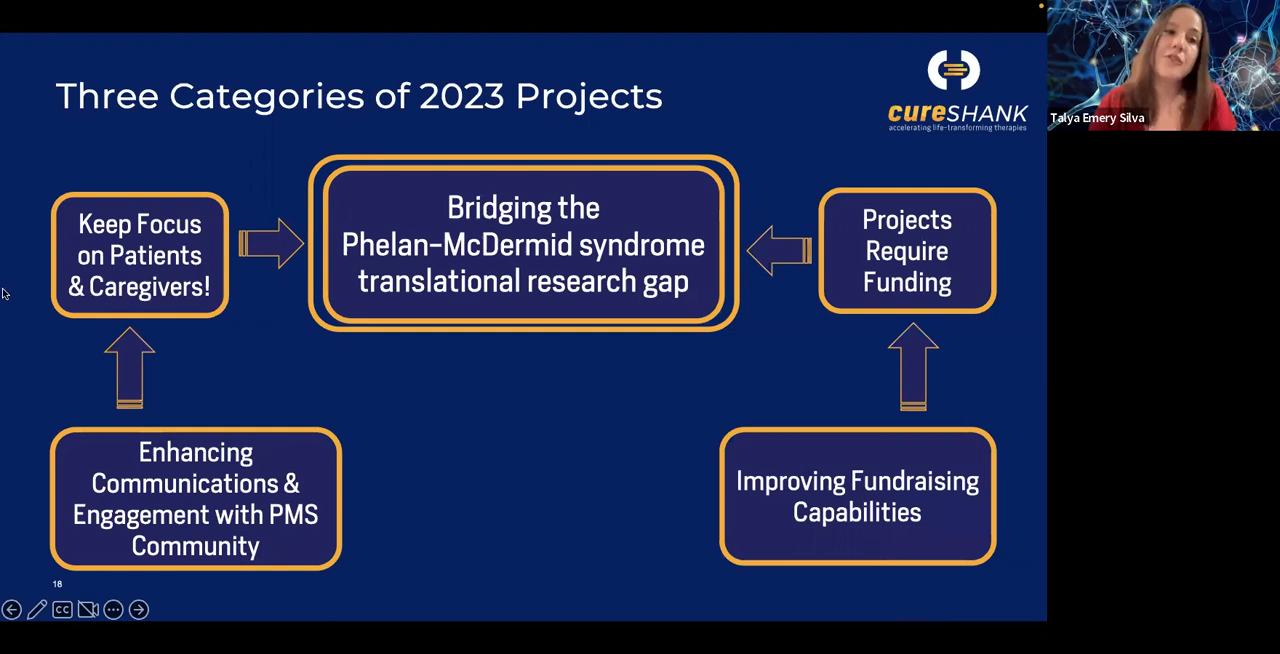 Three Categories of 2023 Projects
cureSHANK
accelerating life-transforming therapies
Talya Emery Silva
Keep Focus
on Patients
& Caregivers!
Bridging the
Phelan-McDermid syndrome
translational research gap
Projects
Require
Funding
Enhancing
Communications &
Engagement with PMS
Community
Improving Fundraising
Capabilities
18
CC